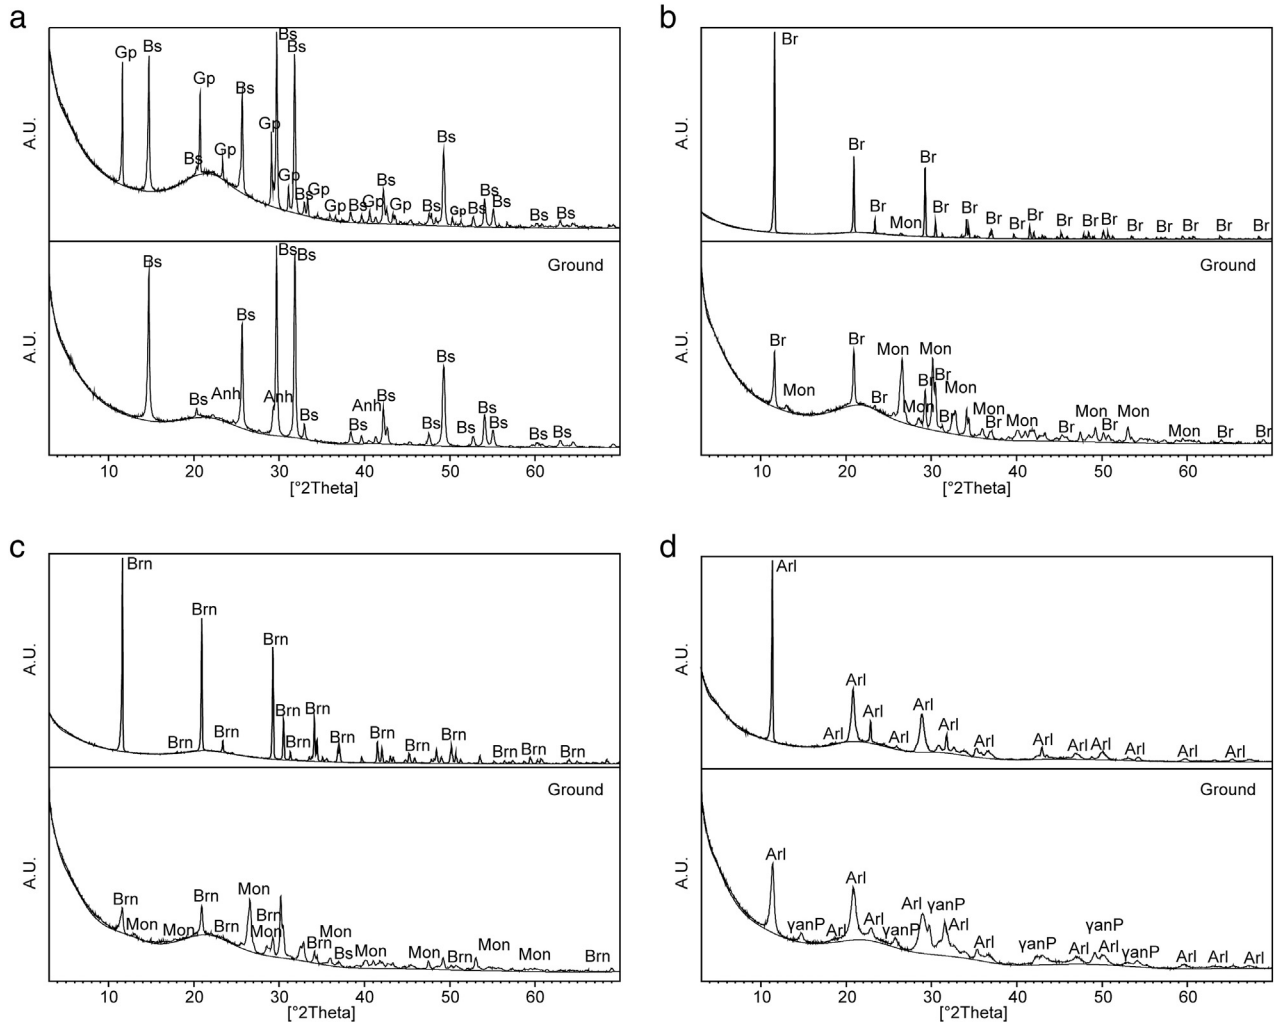 a
Bs
Gp Bs Bs
Gp
Bs
Gp
Bs
Gp
Bs
Gp
Bs Gp Bs
Bs Gp Bs Gp Gp Bs Gp Bs Bs Bs Bs
A.U.
Ground
Bs Bs
Bs
Bs
Bs
Bs Anh Anh Anh Bs Bs
Bs Bs Bs Bs Bs Bs Bs
A.U.
10 20 30 40 50 60
[°2Theta]
b
Br
Br
Br
Br Mon Br Br Br Br Br Br Br Br Br Br Br Br Br
A.U.
Ground
Br Br Mon Mon
Mon Br Br Br Mon
Mon Br Mon Mon Mon Mon
Br Br Br Mon Br Br
A.U.
10 20 30 40 50 60
[°2Theta]
c
Brn
Brn
Brn
Brn Brn
Brn Brn Brn Brn Brn Brn Brn Brn Brn Brn
A.U.
Ground
Brn Brn Mon
Mon Mon Brn Brn Mon Mon
Brn Bs Mon Mon Brn Mon Mon Brn
A.U.
10 20 30 40 50 60
[°2Theta]
d
Arl
Arl
Arl Arl Arl
Arl Arl Arl Arl Arl Arl Arl Arl Arl
A.U.
Ground
Arl
Arl
Arl γanP
γanP Arl Arl γanP Arl γanP
Arl γanP Arl Arl γanP Arl Arl Arl
A.U.
10 20 30 40 50 60
[°2Theta]